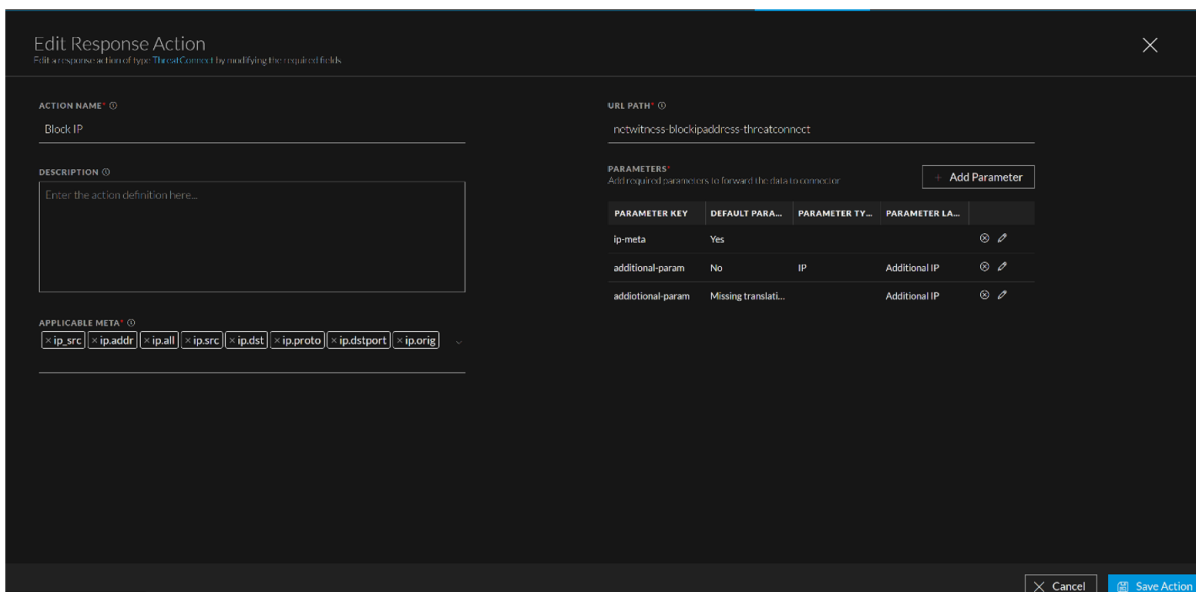 Edit Response Action
Edit a response action of type ThreatConnect by modifying the required fields
ACTION NAME*
Block IP
DESCRIPTION
Enter the action definition here...
APPLICABLE META*
× ip_src × ip.addr × ip.all × ip.src × ip.dst × ip.proto × ip.dstport × ip.orig
URL PATH*
netwitness-blockipaddress-threatconnect
PARAMETERS*
Add required parameters to forward the data to connector
+ Add Parameter
PARAMETER KEY DEFAULT PARA... PARAMETER TY... PARAMETER LA...
ip-meta Yes
additional-param No IP Additional IP
addiotional-param Missing translati... Additional IP
Cancel Save Action